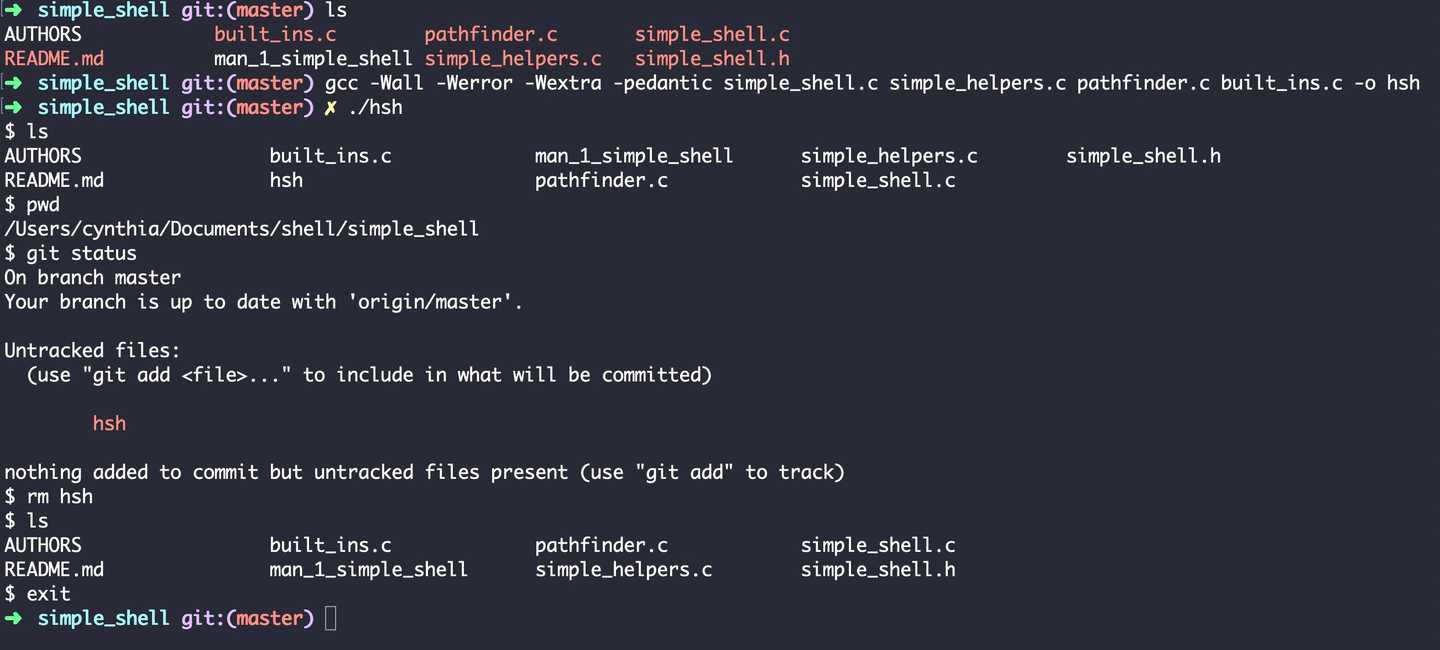 ➜  simple_shell git:(master) ls
AUTHORS            built_ins.c        pathfinder.c       simple_shell.c
README.md          man_1_simple_shell simple_helpers.c   simple_shell.h
➜  simple_shell git:(master) gcc -Wall -Werror -Wextra -pedantic simple_shell.c simple_helpers.c pathfinder.c built_ins.c -o hsh
➜  simple_shell git:(master) ✗ ./hsh
$ ls
AUTHORS                 built_ins.c             man_1_simple_shell      simple_helpers.c        simple_shell.h
README.md               hsh                     pathfinder.c            simple_shell.c
$ pwd
/Users/cynthia/Documents/shell/simple_shell
$ git status
On branch master
Your branch is up to date with 'origin/master'.

Untracked files:
  (use "git add <file>..." to include in what will be committed)

        hsh

nothing added to commit but untracked files present (use "git add" to track)
$ rm hsh
$ ls
AUTHORS                 built_ins.c             pathfinder.c            simple_shell.c
README.md               man_1_simple_shell      simple_helpers.c        simple_shell.h
$ exit
➜  simple_shell git:(master)